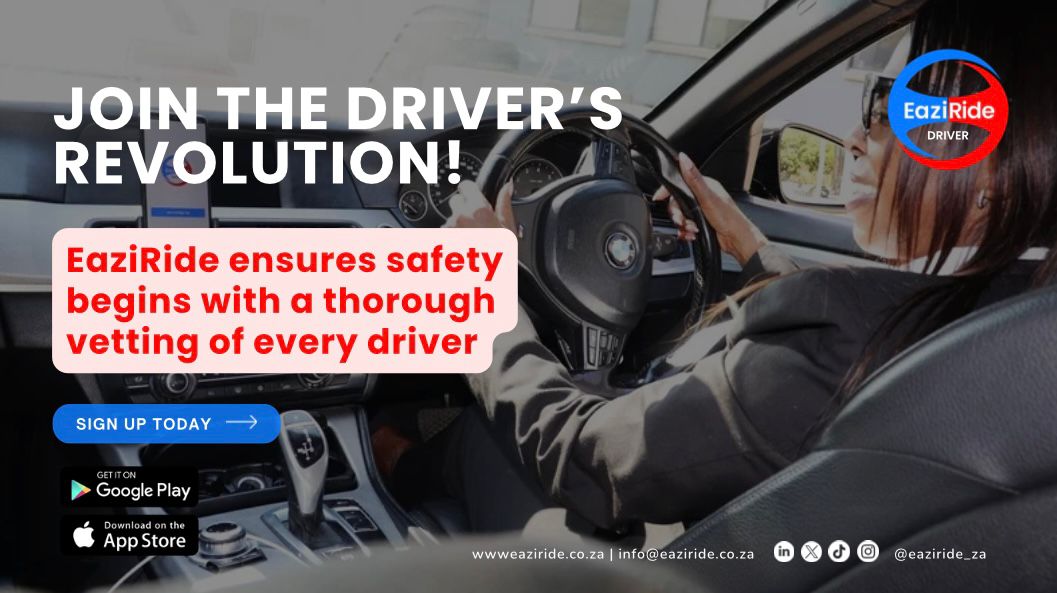 JOIN THE DRIVER’S
REVOLUTION!
EaziRide
DRIVER
EaziRide ensures safety
begins with a thorough
vetting of every driver
SIGN UP TODAY
GET IT ON
Google Play
Download on the
App Store
wwweaziride.co.za | info@eaziride.co.za
@eaziride_za